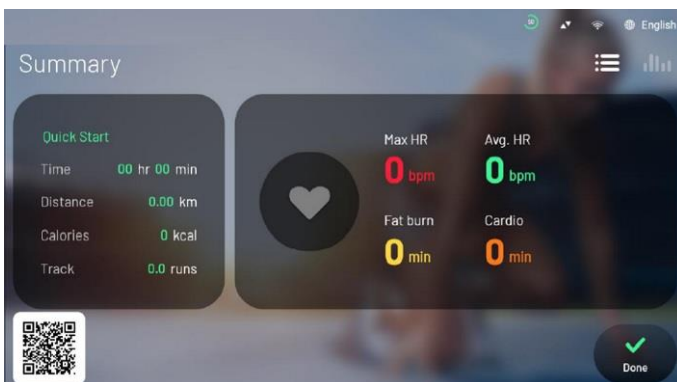 English
Summary
Quick Start
Time 00 hr 00 min
Distance 0.00 km
Calories 0 kcal
Track 0.0 runs
Max HR Avg. HR
0 bpm 0 bpm
Fat burn Cardio
0 min 0 min
Done